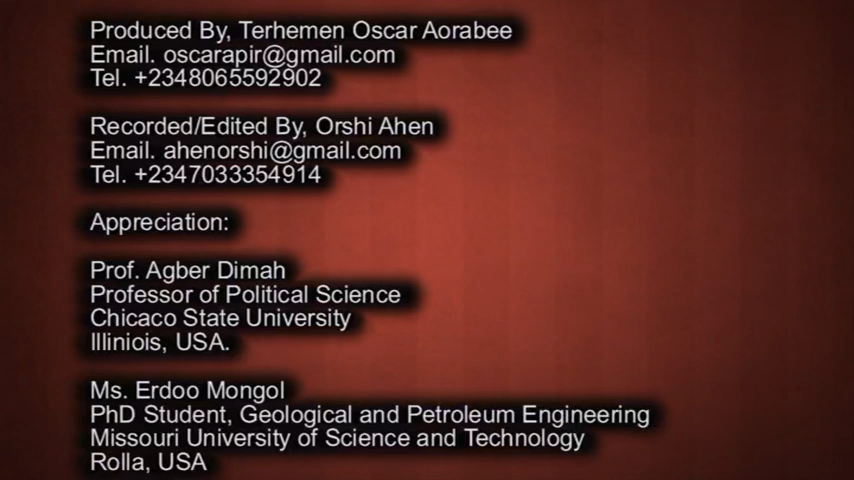 Produced By, Terhemen Oscar Aorabee
Email. oscarapir@gmail.com
Tel. +2348065592902
Recorded/Edited By, Orshi Ahen
Email. ahenorshi@gmail.com
Tel. +2347033354914
Appreciation:
Prof. Agber Dimah
Professor of Political Science
Chicaco State University
Illiniois, USA.
Ms. Erdoo Mongol
PhD Student, Geological and Petroleum Engineering
Missouri University of Science and Technology
Rolla, USA